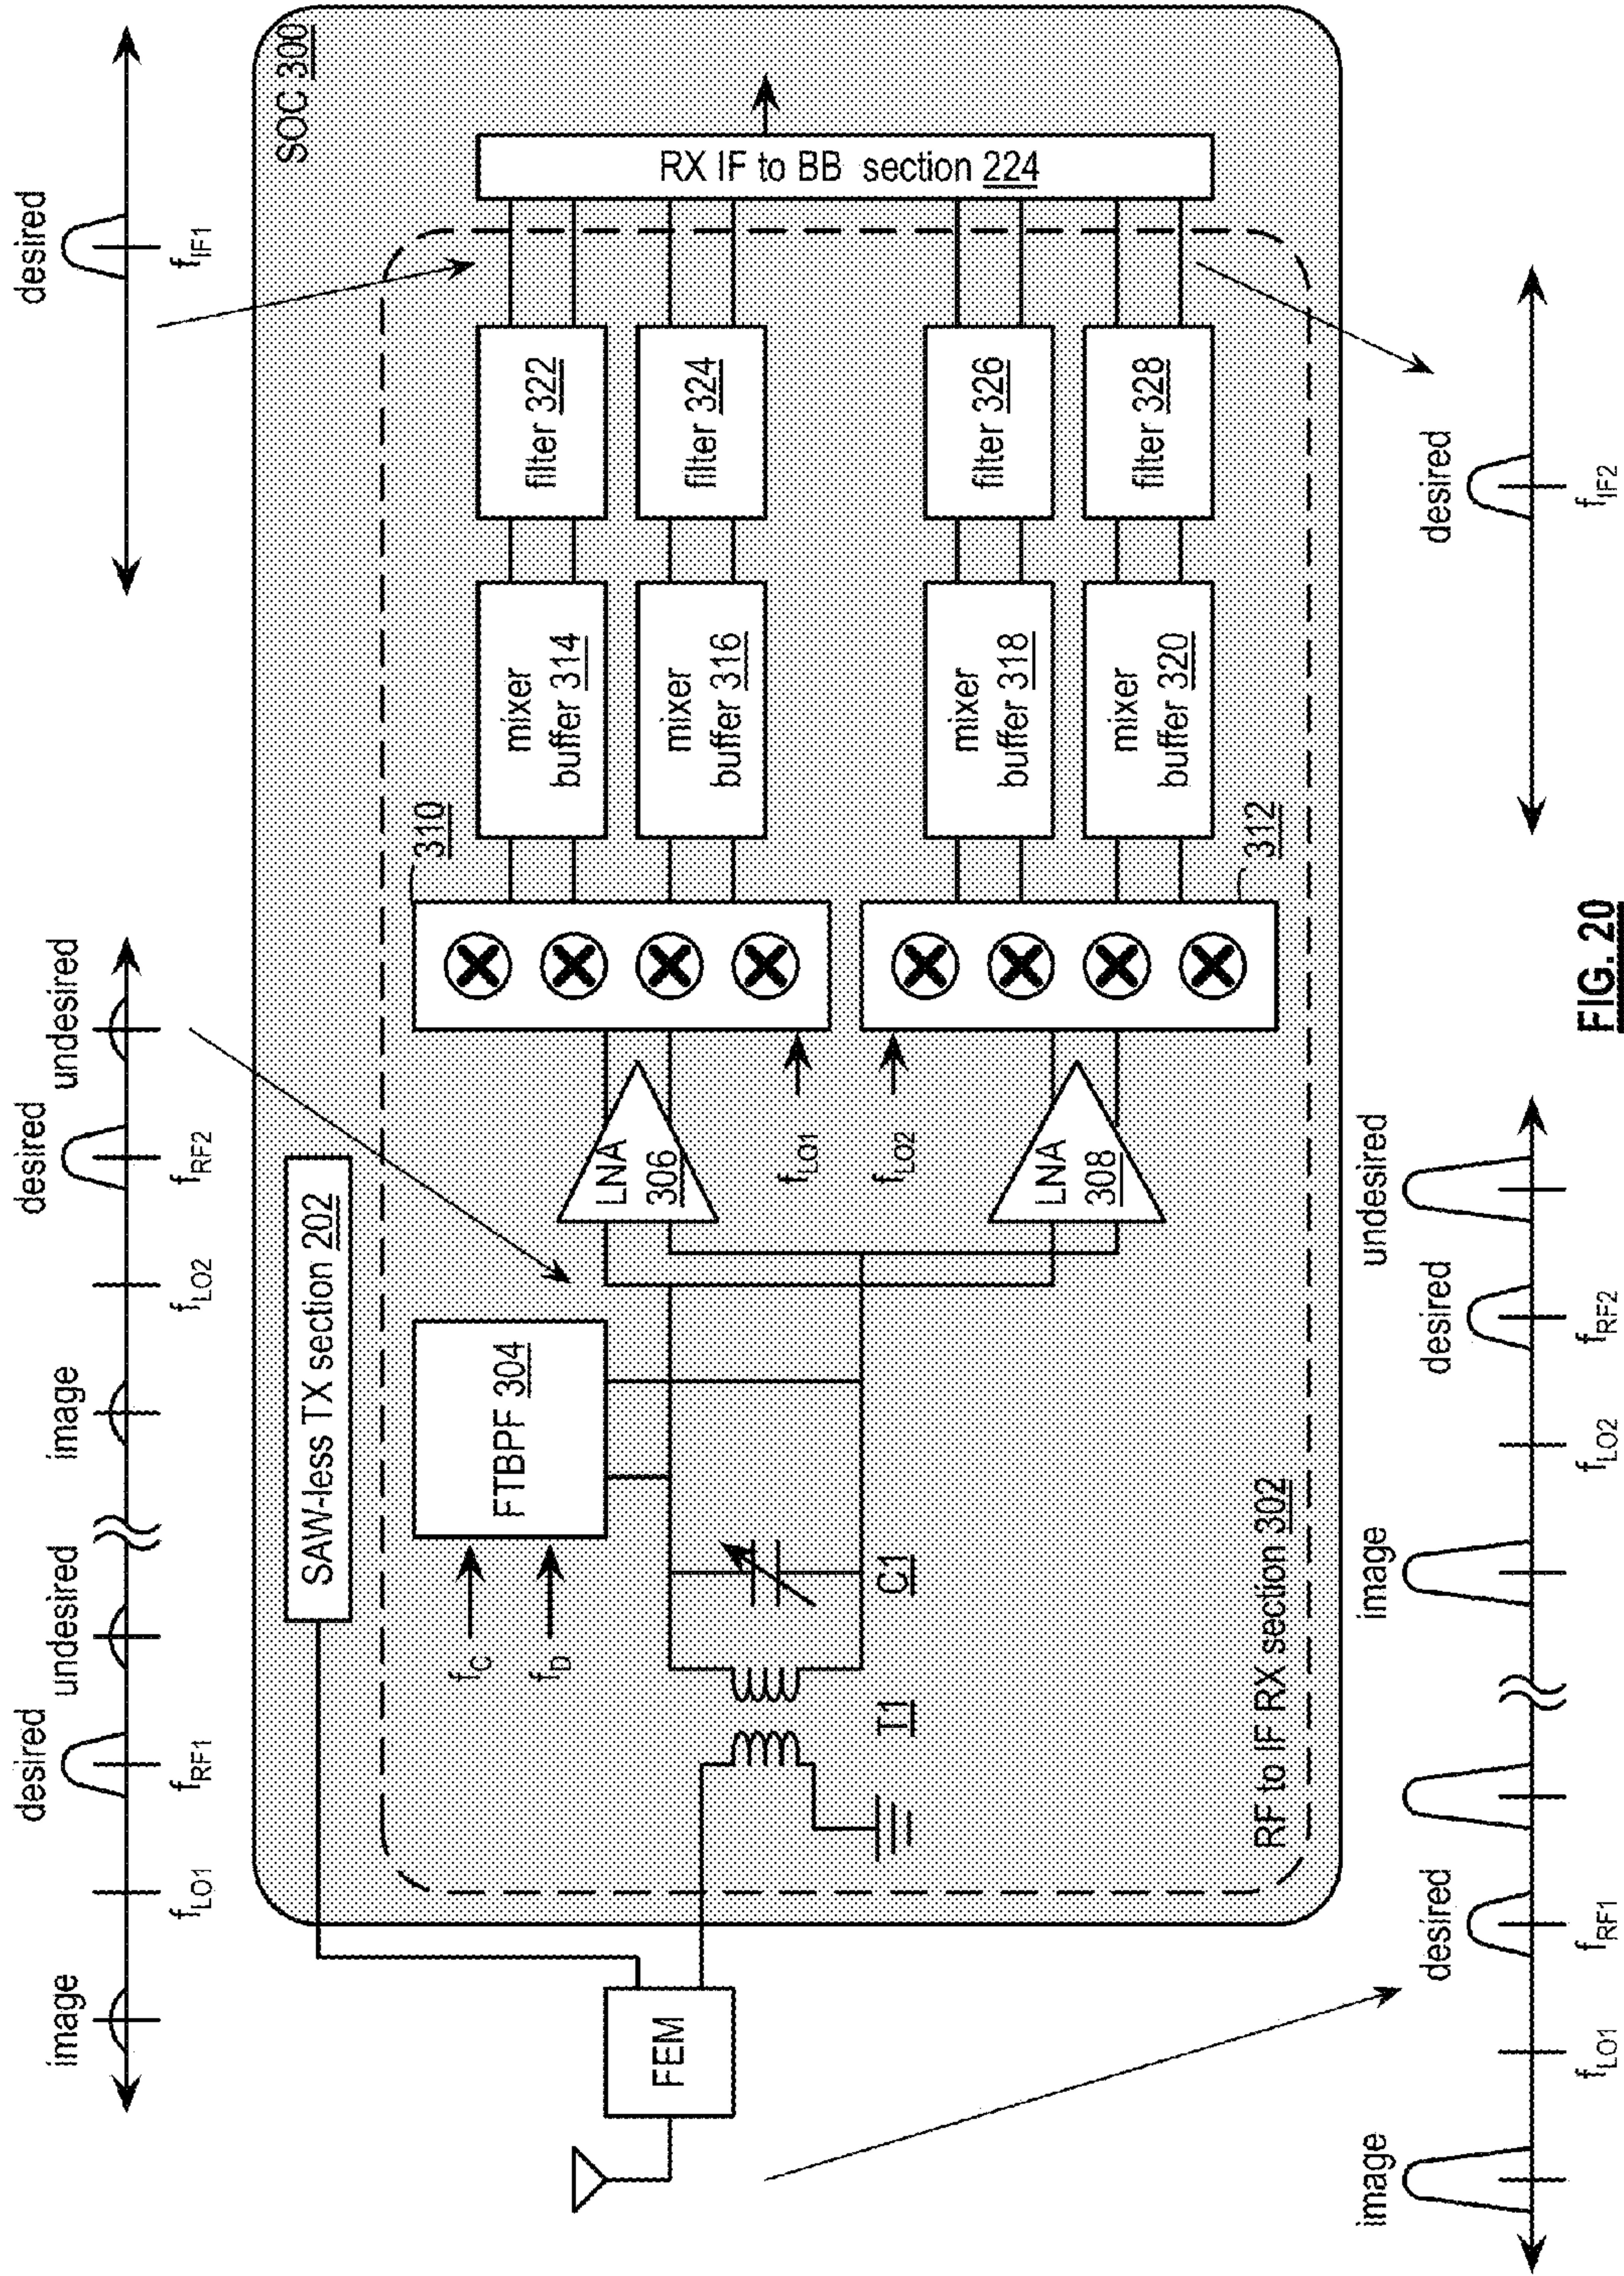 image
f_LO1
desired
f_RF1
undesired
image
f_LO2
desired
f_RF2
undesired
desired
f_IF1
SOC 300
SAW-less TX section 202
FEM
f_C
f_D
FTBPF 304
T1
C1
LNA
306
LNA
308
f_LO1
f_LO2
310
312
mixer
buffer 314
mixer
buffer 316
mixer
buffer 318
mixer
buffer 320
filter 322
filter 324
filter 326
filter 328
RX IF to BB section 224
RF to IF RX section 302
image
f_LO1
desired
f_RF1
image
f_LO2
desired
f_RF2
undesired
desired
f_IF2
FIG. 20